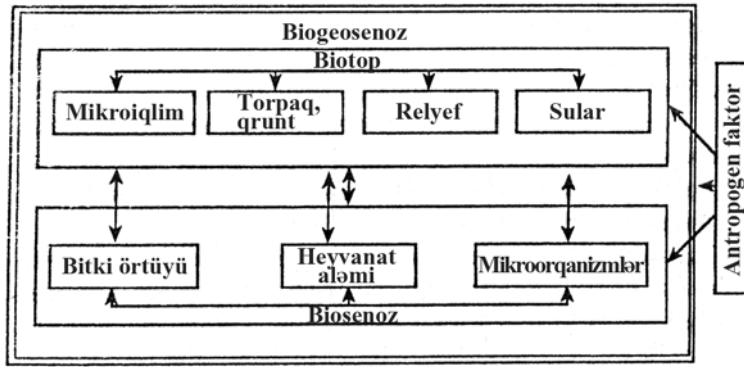 Biogeosenoz
Biotop
Mikroiqlim
Torpaq,
qrunt
Relyef
Sular
Antropogen faktor
Bitki örtüyü
Heyvanat
aləmi
Mikroorqanizmlər
Biosenoz